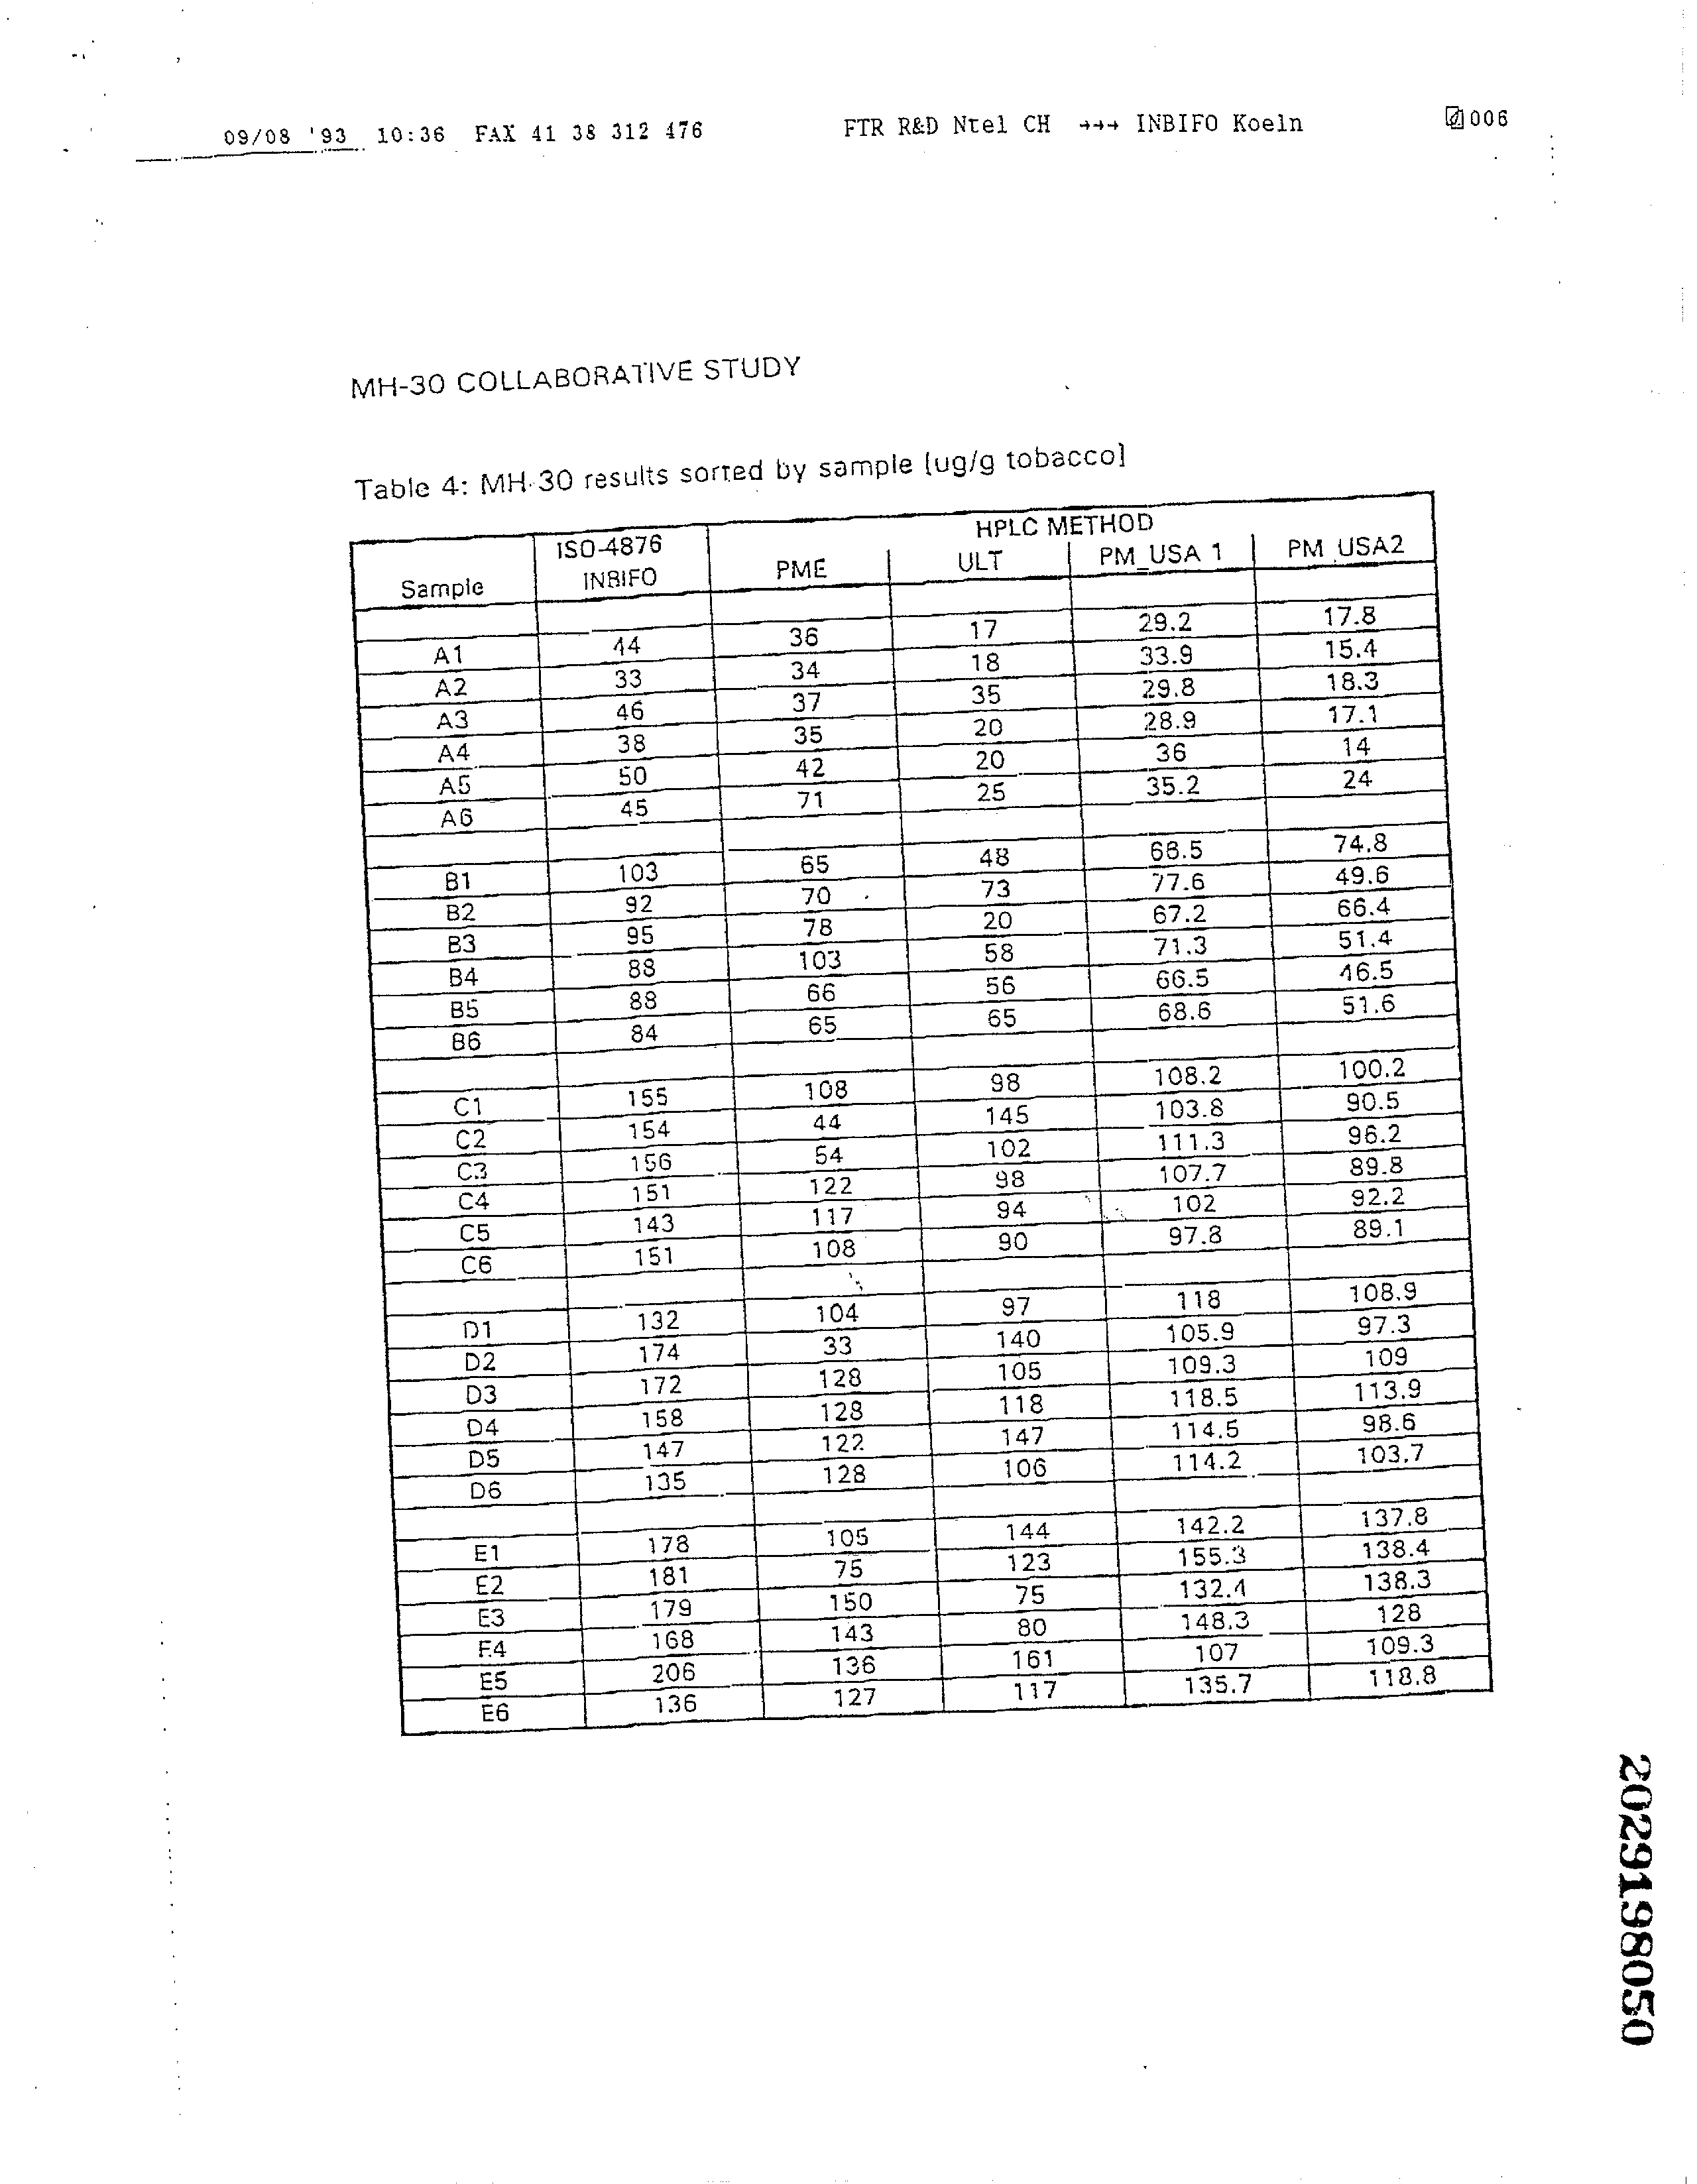 09/08 '93 10:36 FAX 41 38 312 476 FTR R&D Ntel CH →→→ INBIFO Koeln 006
MH-30 COLLABORATIVE STUDY
Table 4: MH-30 results sorted by sample [ug/g tobacco]
ISO-4876 HPLC METHOD
Sample INBIFO PME ULT PM_USA 1 PM USA2
A1 44 36 17 29.2 17.8
A2 33 34 18 33.9 15.4
A3 46 37 35 29.8 18.3
A4 38 35 20 28.9 17.1
A5 50 42 20 36 14
A6 45 71 25 35.2 24
B1 103 65 48 66.5 74.8
B2 92 70 73 77.6 49.6
B3 95 78 20 67.2 66.4
B4 88 103 58 71.3 51.4
B5 88 66 56 66.5 46.5
B6 84 65 65 68.6 51.6
C1 155 108 98 108.2 100.2
C2 154 44 145 103.8 90.5
C3 156 54 102 111.3 96.2
C4 151 122 98 107.7 89.8
C5 143 117 94 102 92.2
C6 151 108 90 97.8 89.1
D1 132 104 97 118 108.9
D2 174 33 140 105.9 97.3
D3 172 128 105 109.3 109
D4 158 128 118 118.5 113.9
D5 147 122 147 114.5 98.6
D6 135 128 106 114.2 103.7
E1 178 105 144 142.2 137.8
E2 181 75 123 155.3 138.4
E3 179 150 75 132.4 138.3
E4 168 143 80 148.3 128
E5 206 136 161 107 109.3
E6 136 127 117 135.7 118.8
2029198050